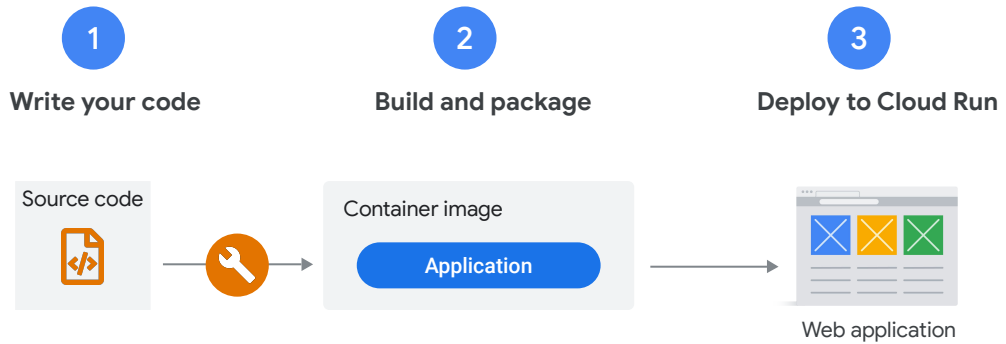 1
2
3
Write your code
Build and package
Deploy to Cloud Run
Source code
</>
Container image
Application
Web application